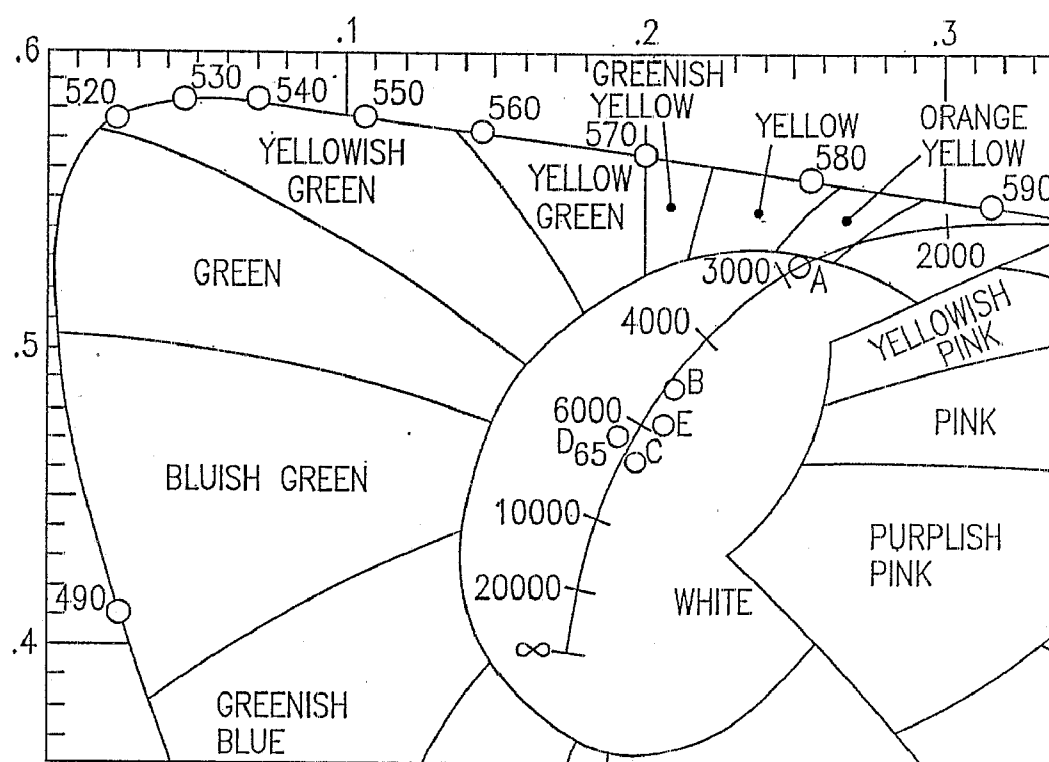 .1
.2
.3
.6
520
530
540
550
560
570
580
590
GREENISH
YELLOW
YELLOW
ORANGE
YELLOW
YELLOWISH
GREEN
YELLOW
GREEN
GREEN
3000
A
2000
4000
YELLOWISH
PINK
.5
B
6000
E
D65
C
PINK
BLUISH GREEN
10000
PURPLISH
PINK
20000
WHITE
490
.4
∞
GREENISH
BLUE